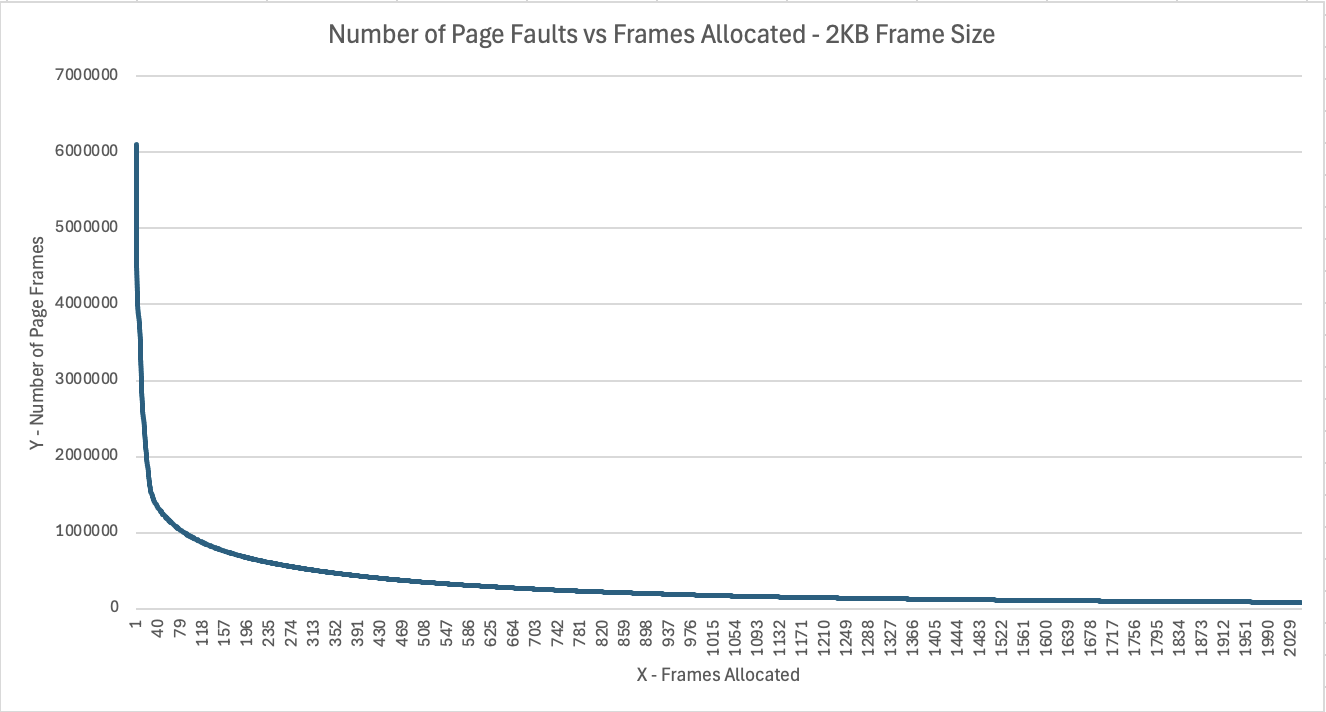 Number of Page Faults vs Frames Allocated - 2KB Frame Size
7000000
6000000
5000000
4000000
3000000
2000000
1000000
0
Y - Number of Page Frames
1 40 79 118 157 196 235 274 313 352 391 430 469 508 547 586 625 664 703 742 781 820 859 898 937 976 1015 1054 1093 1132 1171 1210 1249 1288 1327 1366 1405 1444 1483 1522 1561 1600 1639 1678 1717 1756 1795 1834 1873 1912 1951 1990 2029
X - Frames Allocated